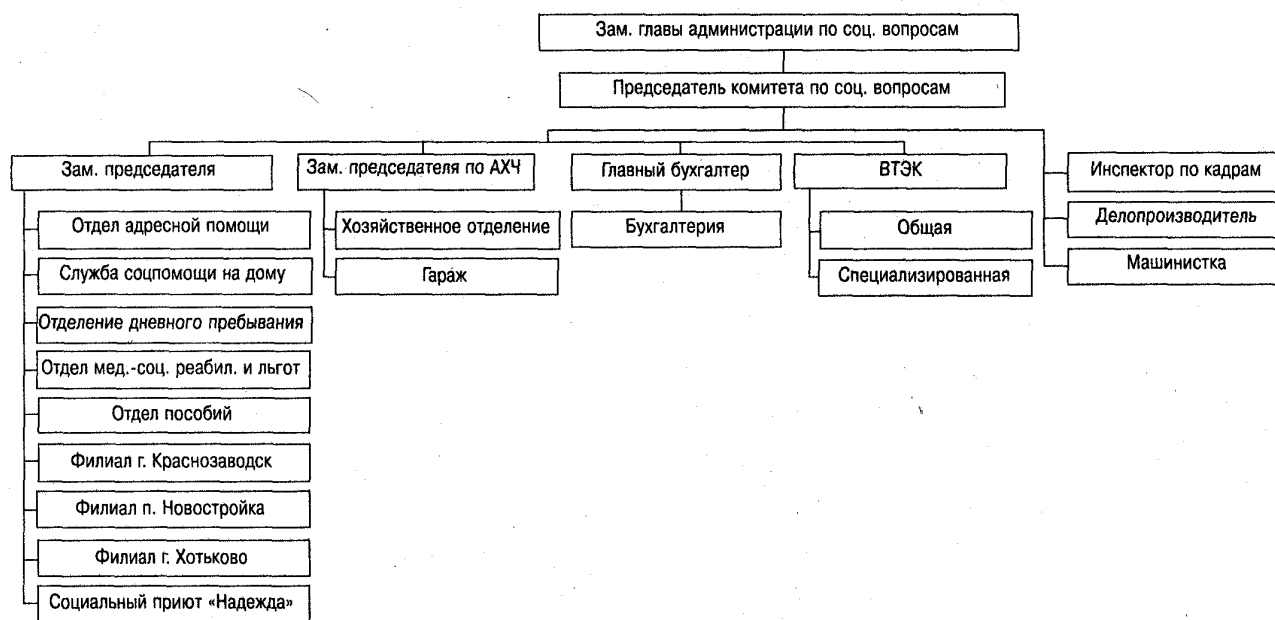 Зам. главы администрации по соц. вопросам
Председатель комитета по соц. вопросам
Зам. председателя
Отдел адресной помощи
Служба соцпомощи на дому
Отделение дневного пребывания
Отдел мед.-соц. реабил. и льгот
Отдел пособий
Филиал г. Краснозаводск
Филиал п. Новостройка
Филиал г. Хотьково
Социальный приют «Надежда»
Зам. председателя по АХЧ
Хозяйственное отделение
Гараж
Главный бухгалтер
Бухгалтерия
ВТЭК
Общая
Специализированная
Инспектор по кадрам
Делопроизводитель
Машинистка